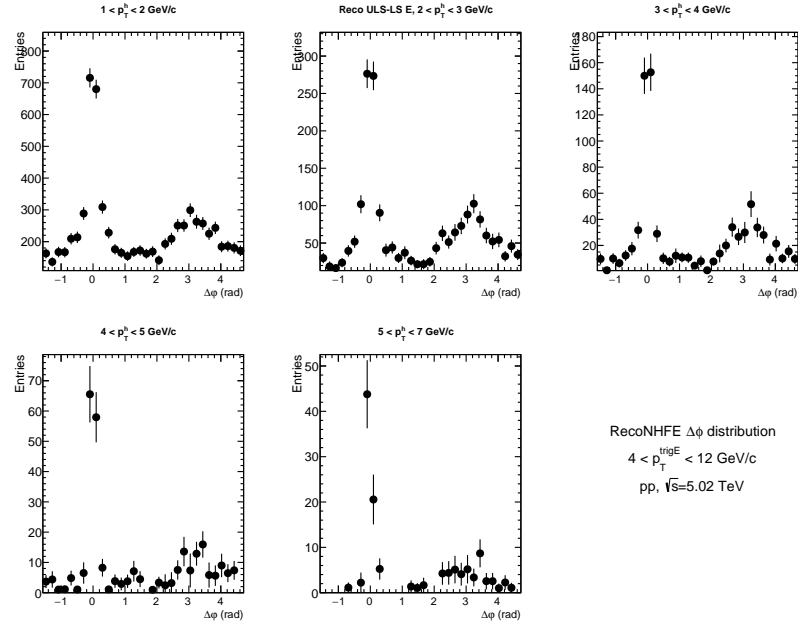 1 < p_T^h < 2 GeV/c
Entries
800
700
600
500
400
300
200
−1 0 1 2 3 4
Δφ (rad)
Reco ULS-LS E, 2 < p_T^h < 3 GeV/c
Entries
300
250
200
150
100
50
−1 0 1 2 3 4
Δφ (rad)
3 < p_T^h < 4 GeV/c
Entries
180
160
140
120
100
80
60
40
20
−1 0 1 2 3 4
Δφ (rad)
4 < p_T^h < 5 GeV/c
Entries
70
60
50
40
30
20
10
0
−1 0 1 2 3 4
Δφ (rad)
5 < p_T^h < 7 GeV/c
Entries
50
40
30
20
10
0
−1 0 1 2 3 4
Δφ (rad)
RecoNHFE Δϕ distribution
4 < p_T^trigE < 12 GeV/c
pp, √s=5.02 TeV